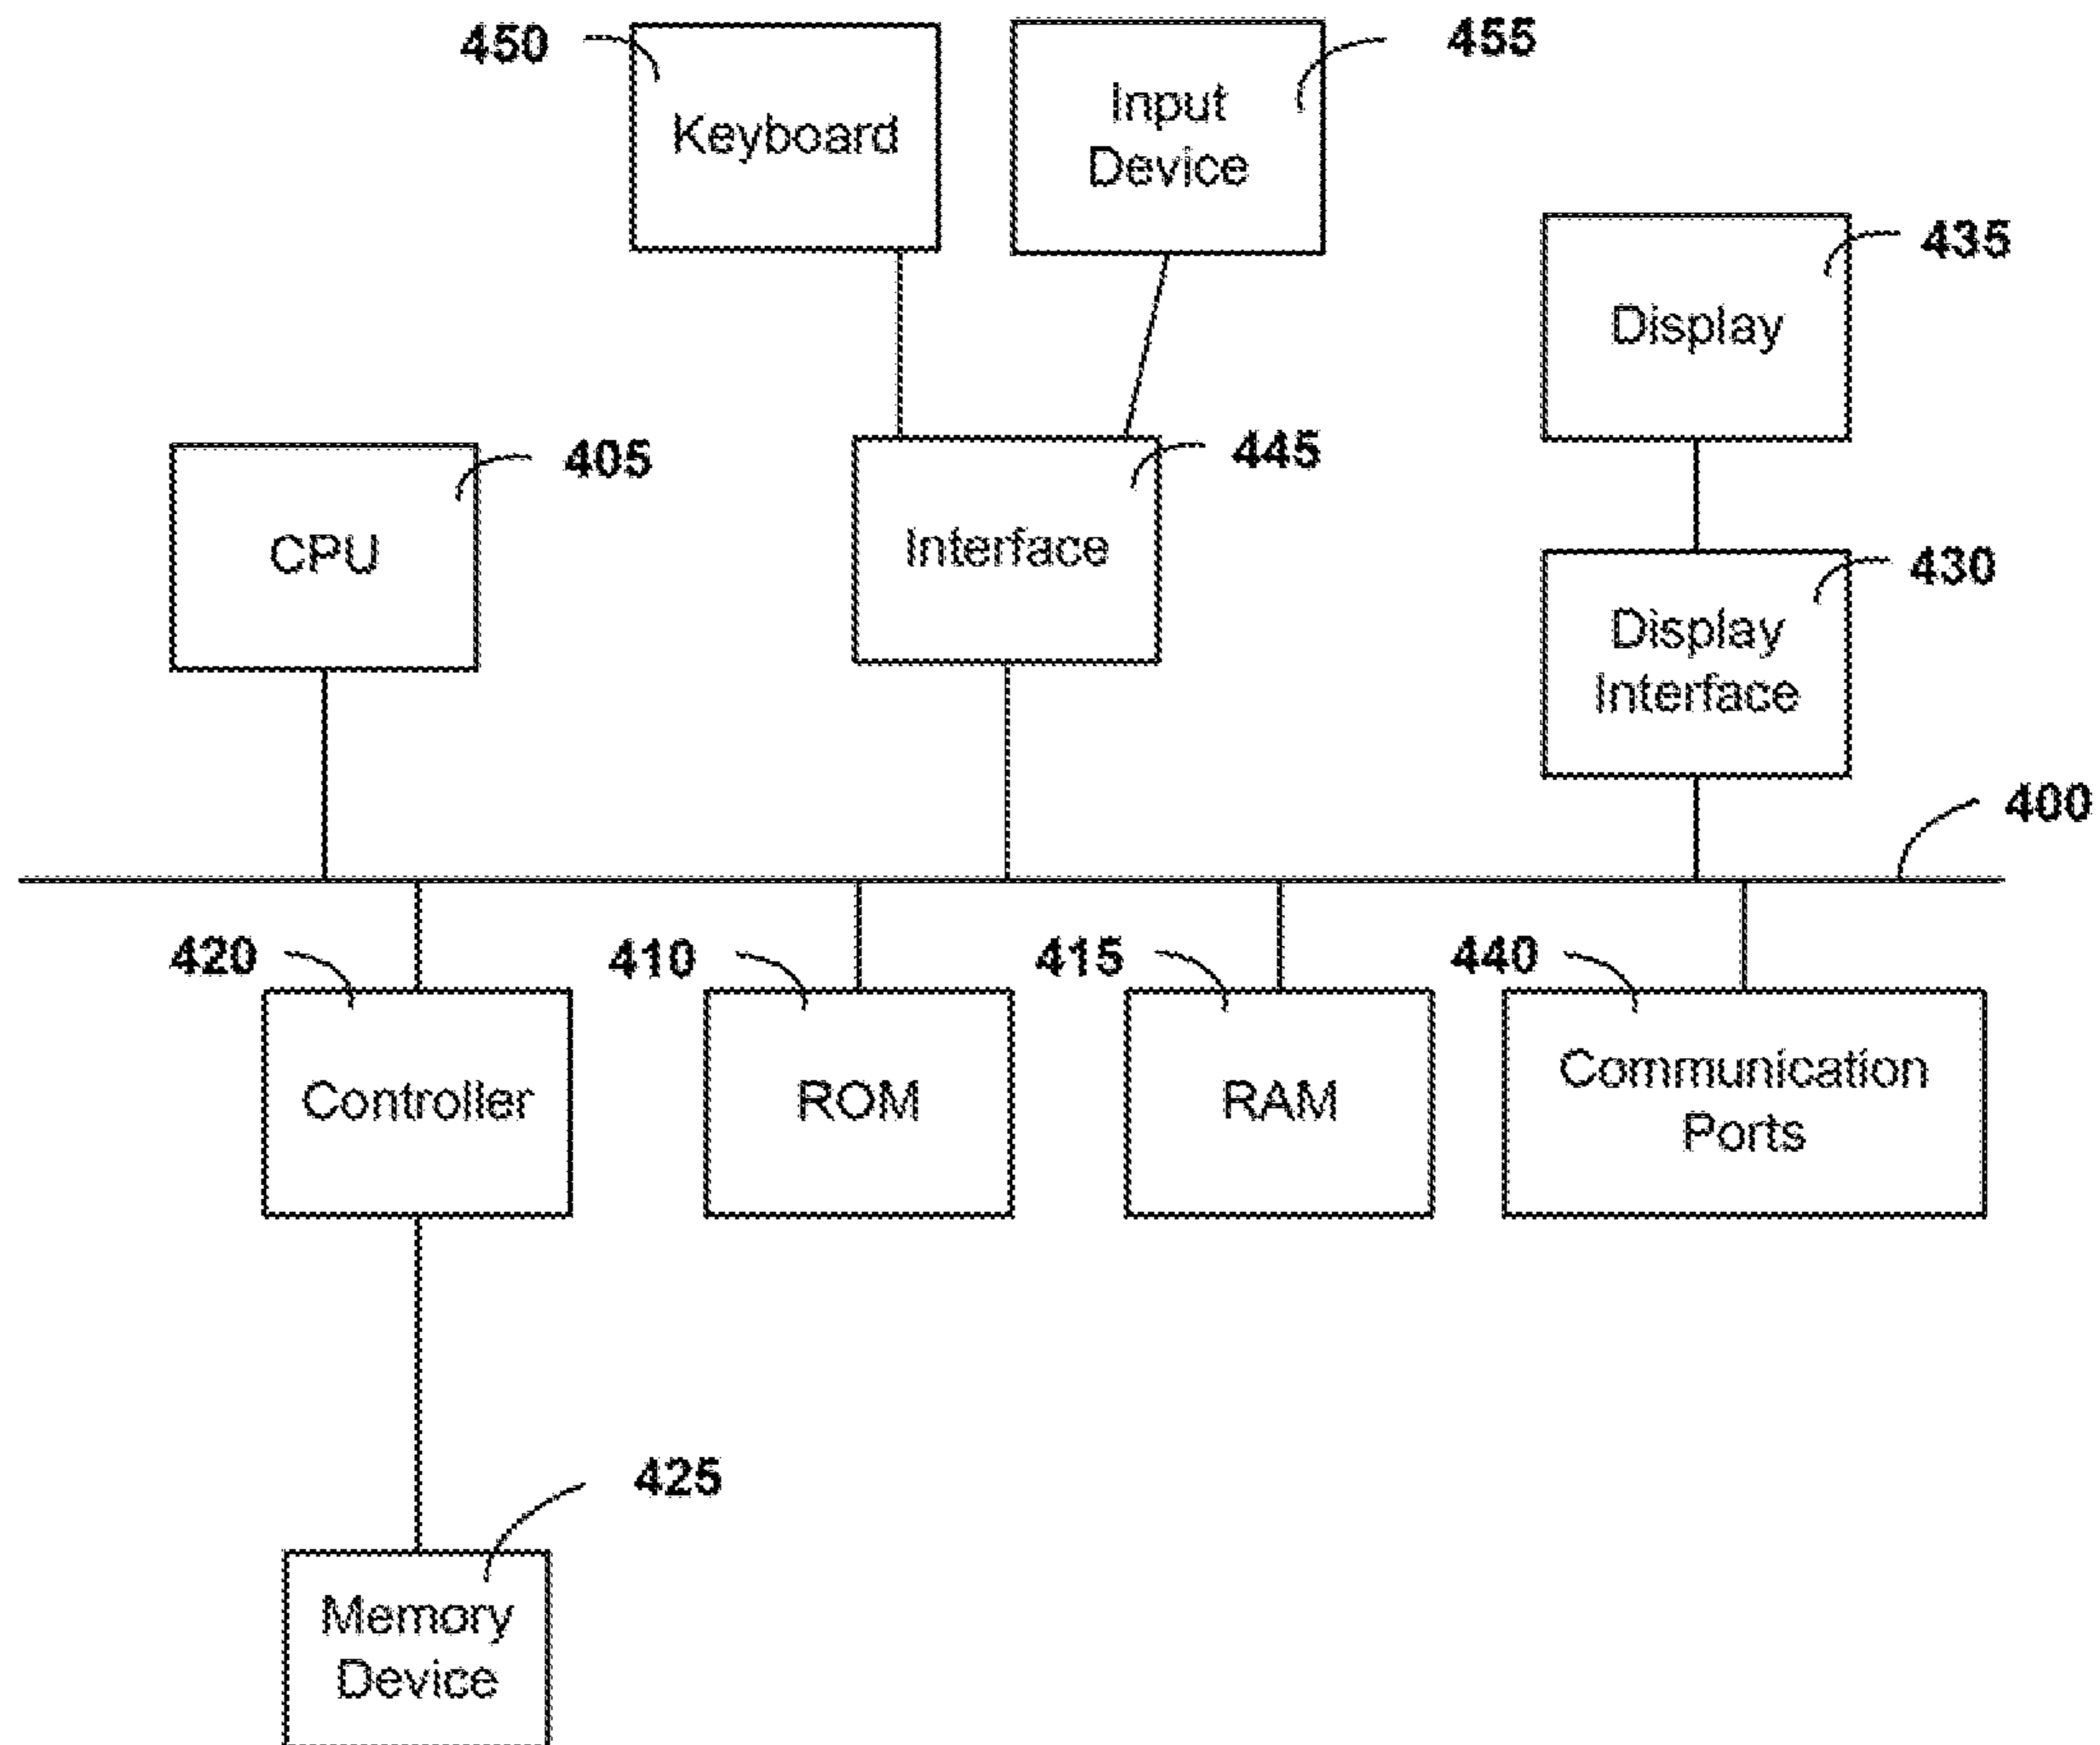 450
Keyboard
Input
Device
455
435
Display
405
CPU
445
Interface
430
Display
Interface
400
420
Controller
410
ROM
415
RAM
440
Communication
Ports
425
Memory
Device